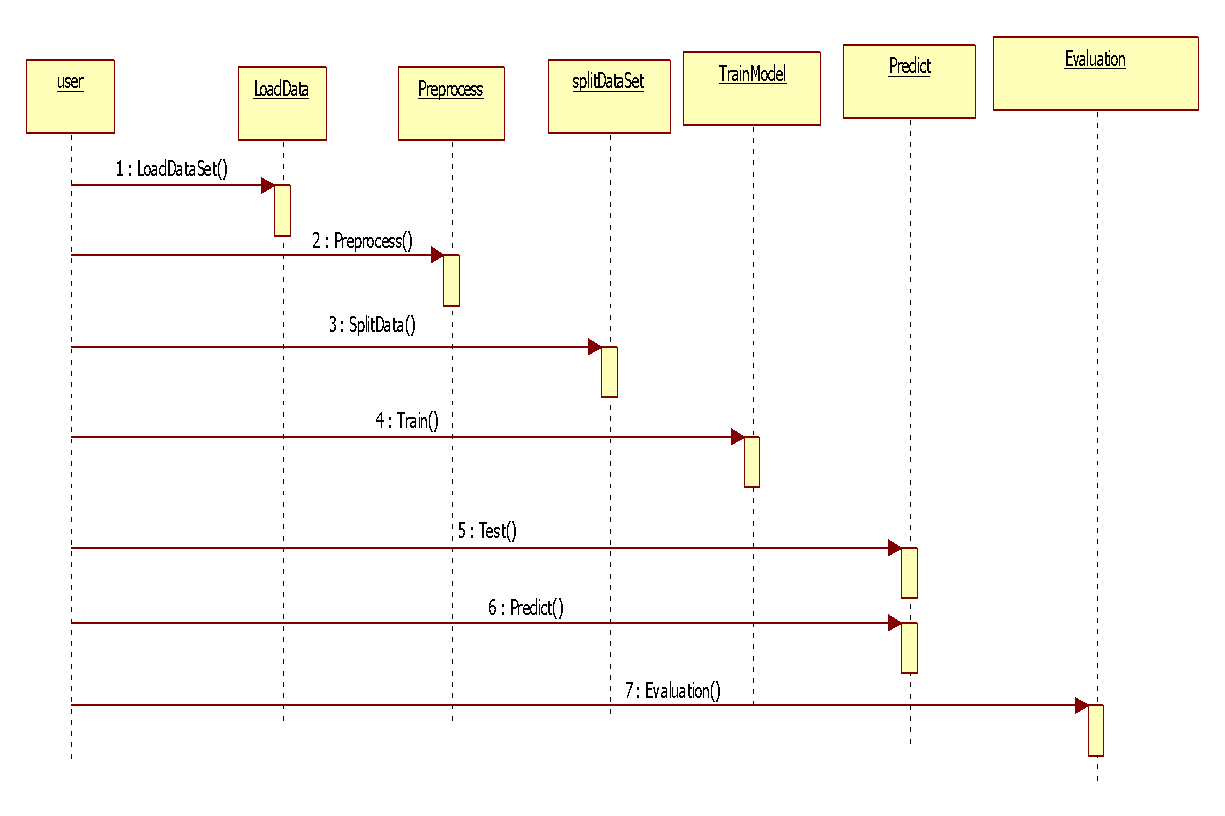 user
LoadData
Preprocess
splitDataSet
TrainModel
Predict
Evaluation
1 : LoadDataSet()
2 : Preprocess()
3 : SplitData()
4 : Train()
5 : Test()
6 : Predict()
7 : Evaluation()